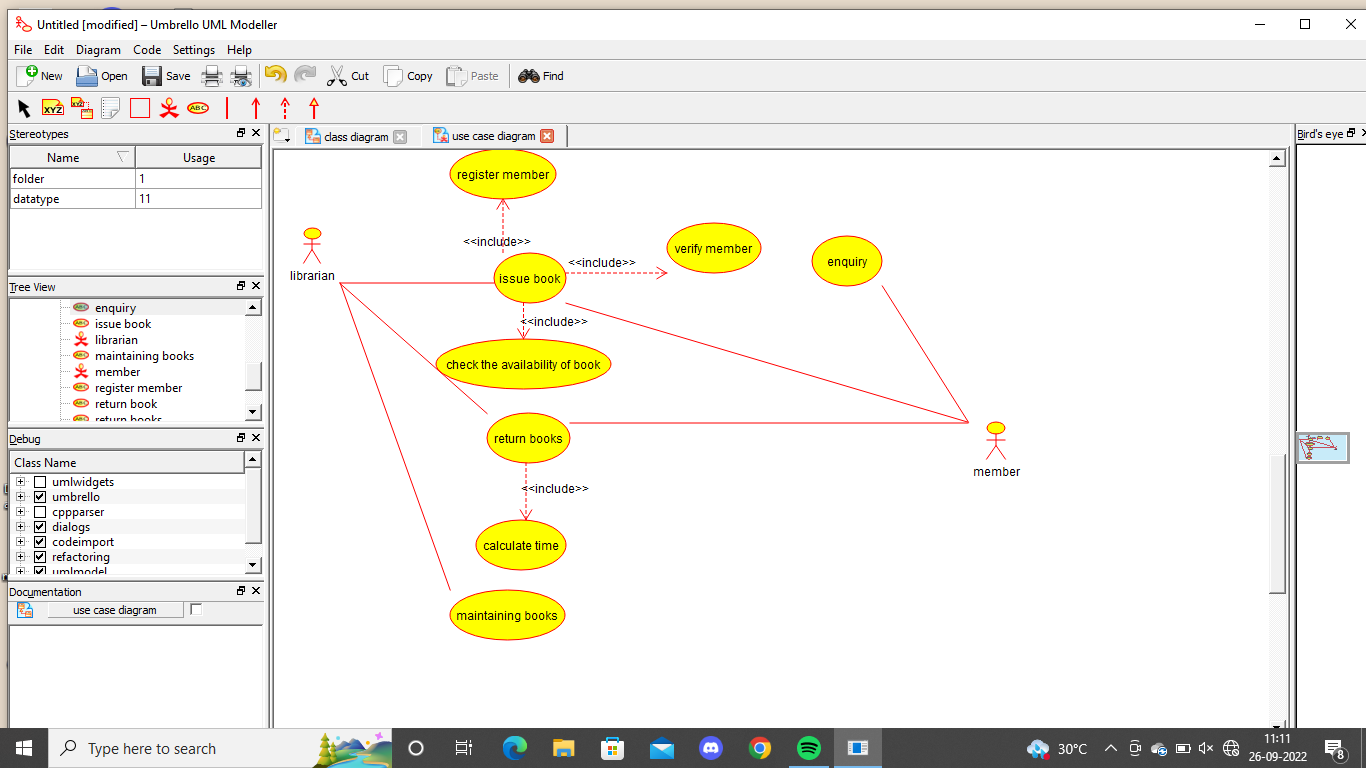 Untitled [modified] – Umbrello UML Modeller
File Edit Diagram Code Settings Help
New Open Save Cut Copy Paste Find
XYZ XYZ ABC
Stereotypes
Name Usage
folder 1
datatype 11
Tree View
enquiry
issue book
librarian
maintaining books
member
register member
return book
return books
Debug
Class Name
umlwidgets
umbrello
cppparser
dialogs
codeimport
refactoring
umlmodel
Documentation
use case diagram
class diagram use case diagram
register member
<<include>>
librarian
issue book
<<include>>
verify member
enquiry
<<include>>
check the availability of book
return books
member
<<include>>
calculate time
maintaining books
Bird's eye
Type here to search
30°C
11:11
26-09-2022
8